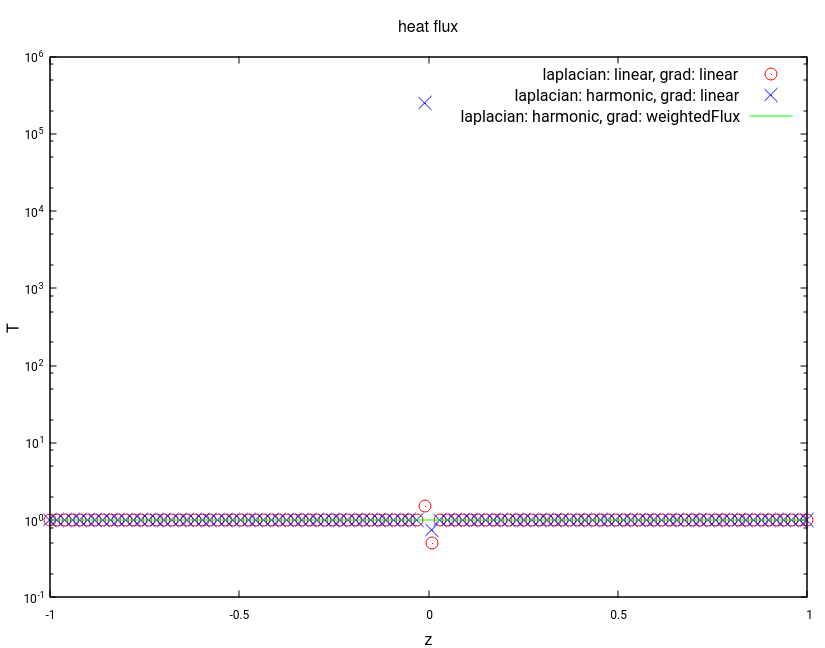 heat flux
10^6
10^5
10^4
10^3
10^2
10^1
10^0
10^-1
T
laplacian: linear, grad: linear
laplacian: harmonic, grad: linear
laplacian: harmonic, grad: weightedFlux
-1
-0.5
0
0.5
1
z